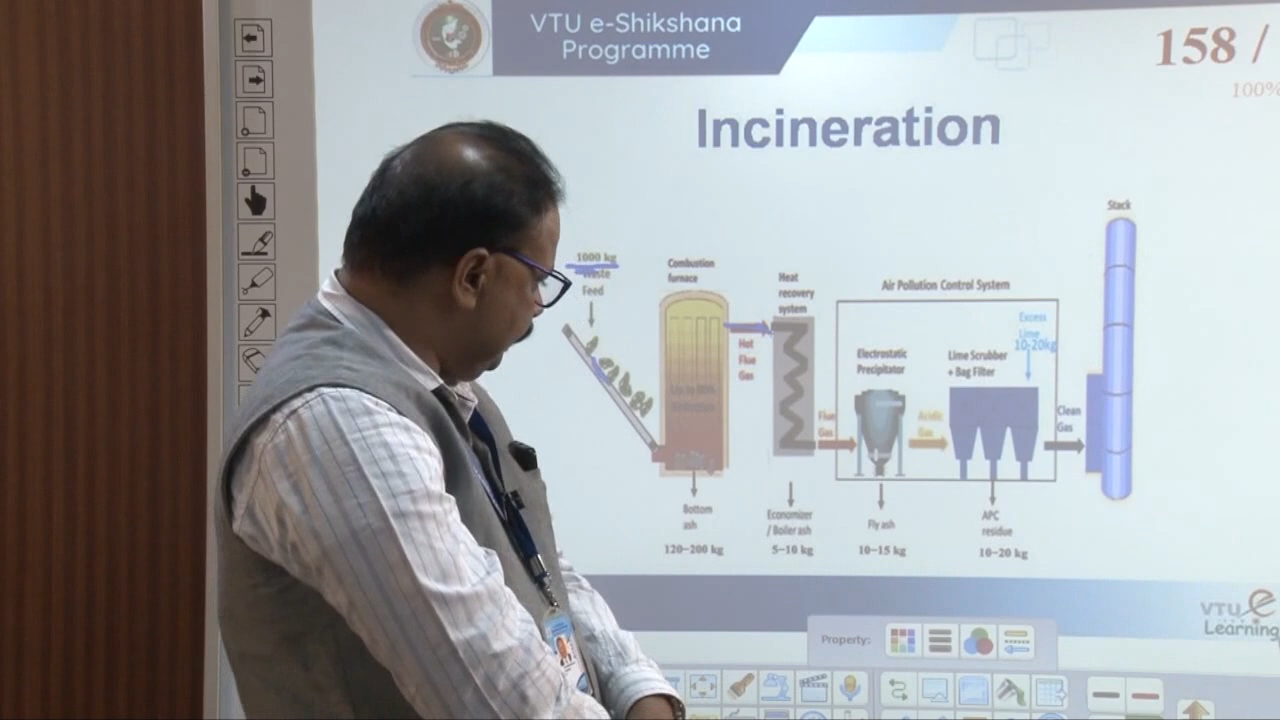 VTU e-Shikshana
Programme
158 /
100%
Incineration
Stack
1000 kg
Waste
Feed
Combustion
furnace
Heat
recovery
system
Air Pollution Control System
Excess
Lime
10-20kg
Hot
Flue
Gas
Electrostatic
Precipitator
Lime Scrubber
+ Bag Filter
Up to 80%
Flue
Gas
Acidic
Gas
Clean
Gas
Bottom
ash
Economizer
/ Boiler ash
Fly ash
APC
residue
120-200 kg
5-10 kg
10-15 kg
10-20 kg
VTU e
Learning
Property: